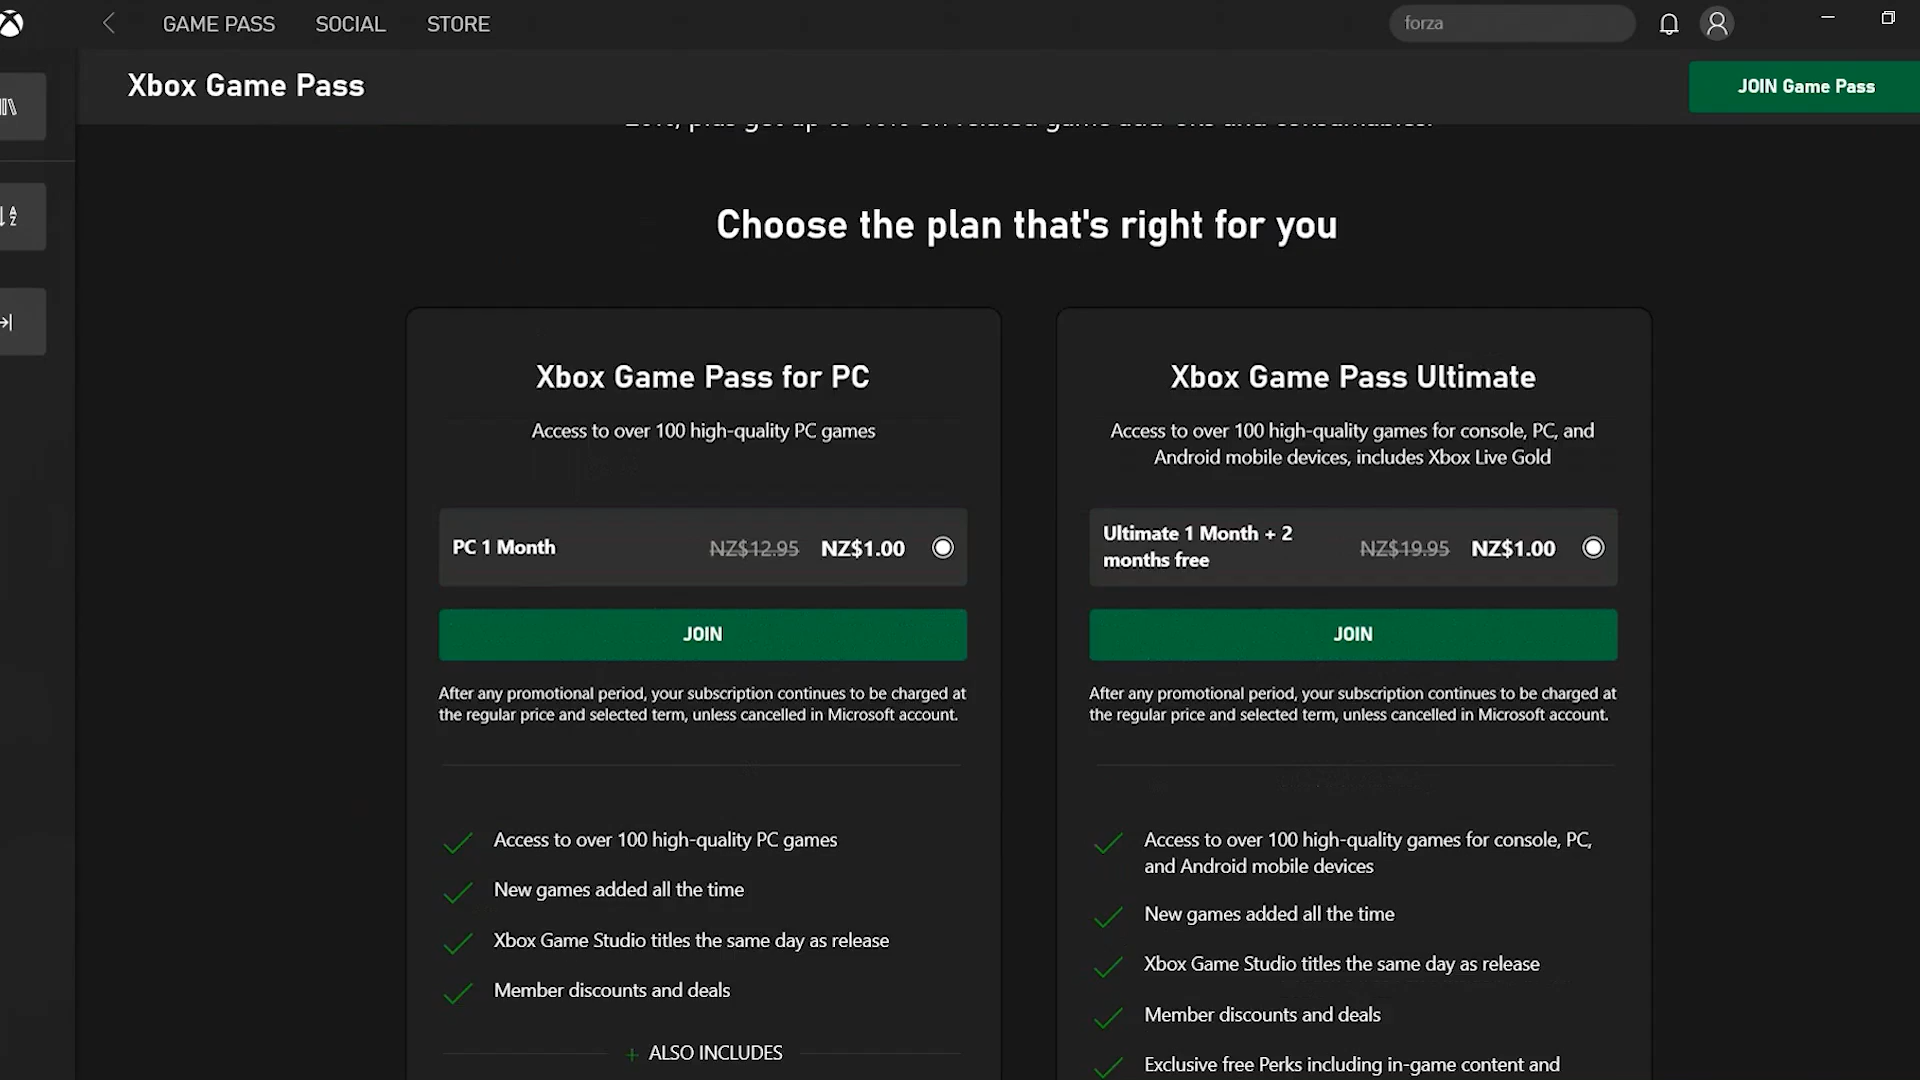 GAME PASS
SOCIAL
STORE
forza
Xbox Game Pass
JOIN Game Pass
Choose the plan that's right for you
Xbox Game Pass for PC
Access to over 100 high-quality PC games
PC 1 Month NZ$12.95 NZ$1.00
JOIN
After any promotional period, your subscription continues to be charged at
the regular price and selected term, unless cancelled in Microsoft account.
Access to over 100 high-quality PC games
New games added all the time
Xbox Game Studio titles the same day as release
Member discounts and deals
+ ALSO INCLUDES
Xbox Game Pass Ultimate
Access to over 100 high-quality games for console, PC, and
Android mobile devices, includes Xbox Live Gold
Ultimate 1 Month + 2
months free
NZ$19.95 NZ$1.00
JOIN
After any promotional period, your subscription continues to be charged at
the regular price and selected term, unless cancelled in Microsoft account.
Access to over 100 high-quality games for console, PC,
and Android mobile devices
New games added all the time
Xbox Game Studio titles the same day as release
Member discounts and deals
Exclusive free Perks including in-game content and